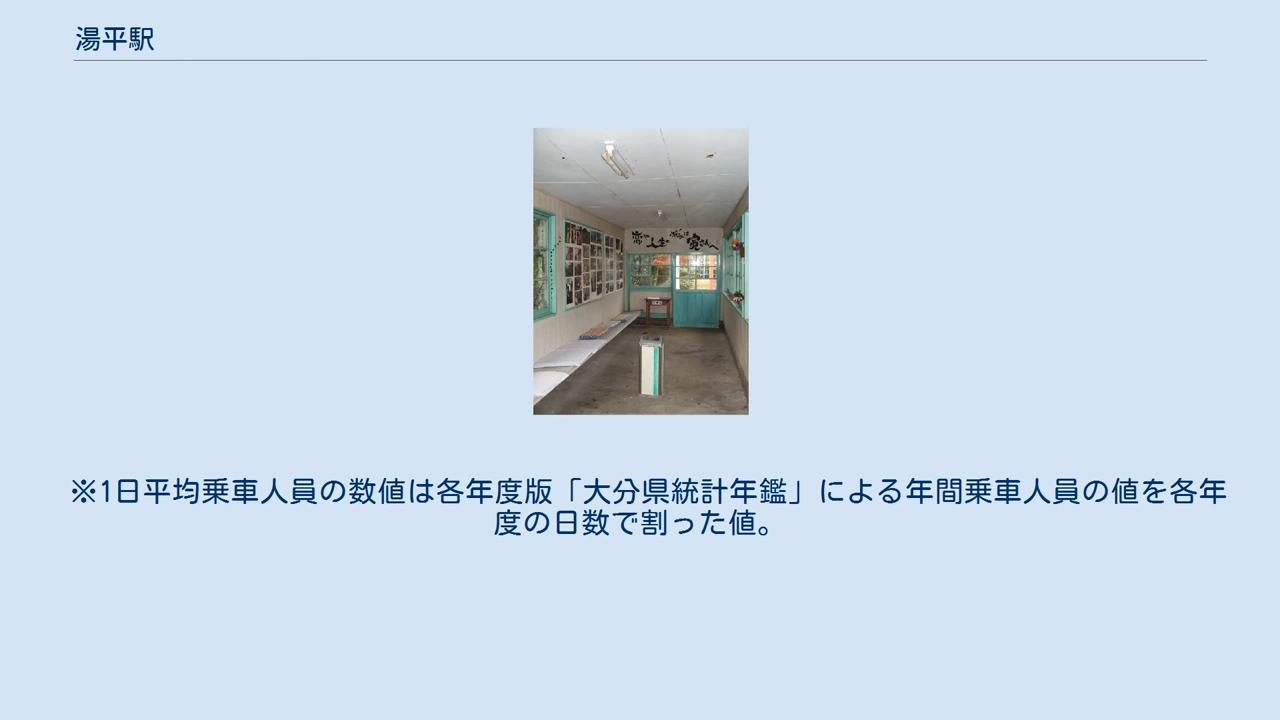 湯平駅
※1日平均乗車人員の数値は各年度版「大分県統計年鑑」による年間乗車人員の値を各年
度の日数で割った値。